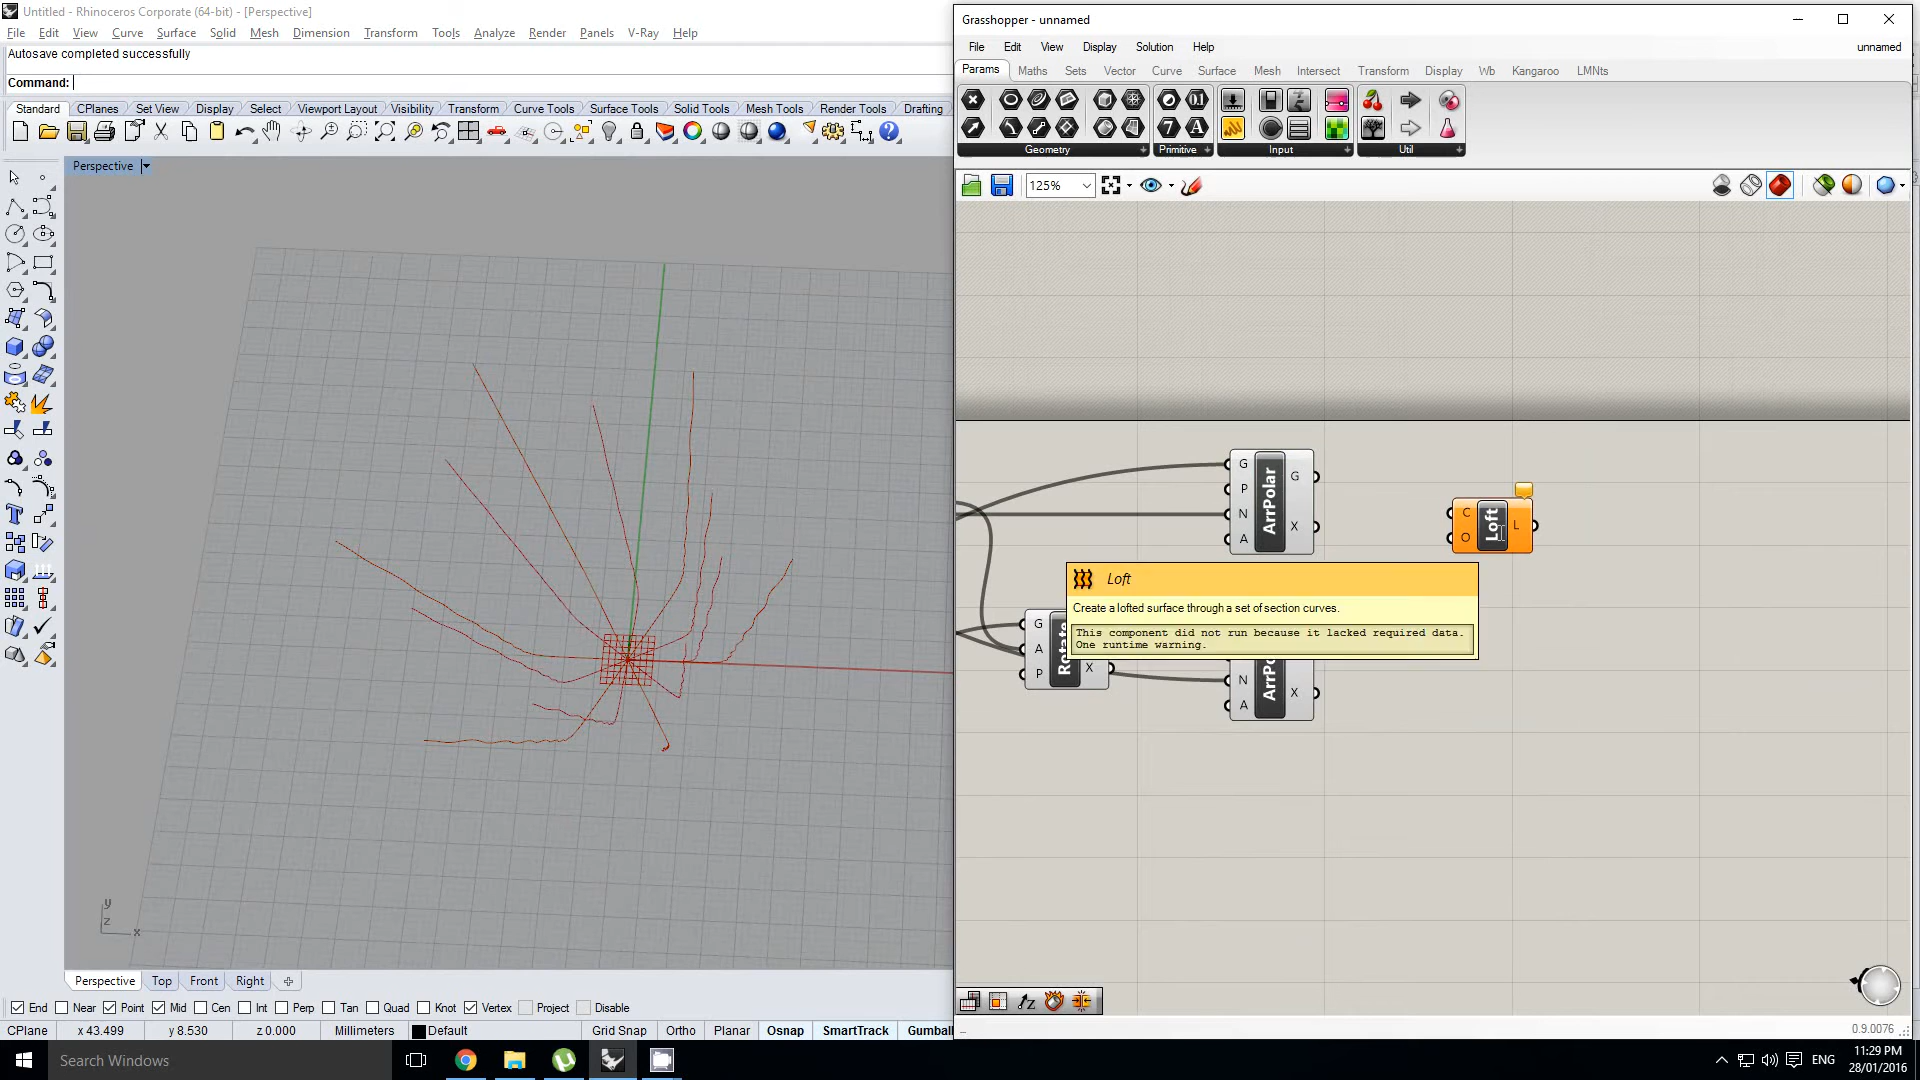 Untitled - Rhinoceros Corporate (64-bit) - [Perspective]
File Edit View Curve Surface Solid Mesh Dimension Transform Tools Analyze Render Panels V-Ray Help
Autosave completed successfully
Command:
Standard CPlanes Set View Display Select Viewport Layout Visibility Transform Curve Tools Surface Tools Solid Tools Mesh Tools Render Tools Drafting
Perspective
y
z
x
Perspective Top Front Right
End Near Point Mid Cen Int Perp Tan Quad Knot Vertex Project Disable
CPlane x 43.499 y 8.530 z 0.000 Millimeters Default Grid Snap Ortho Planar Osnap SmartTrack Gumball
Grasshopper - unnamed
File Edit View Display Solution Help unnamed
Params Maths Sets Vector Curve Surface Mesh Intersect Transform Display Wb Kangaroo LMNts
Geometry Primitive Input Util
125%
G P N A ArrPolar G X
C O Loft L
Loft
Create a lofted surface through a set of section curves.
This component did not run because it lacked required data.
One runtime warning.
G A P X
N A X
0.9.0076
Search Windows
ENG
11:29 PM
28/01/2016